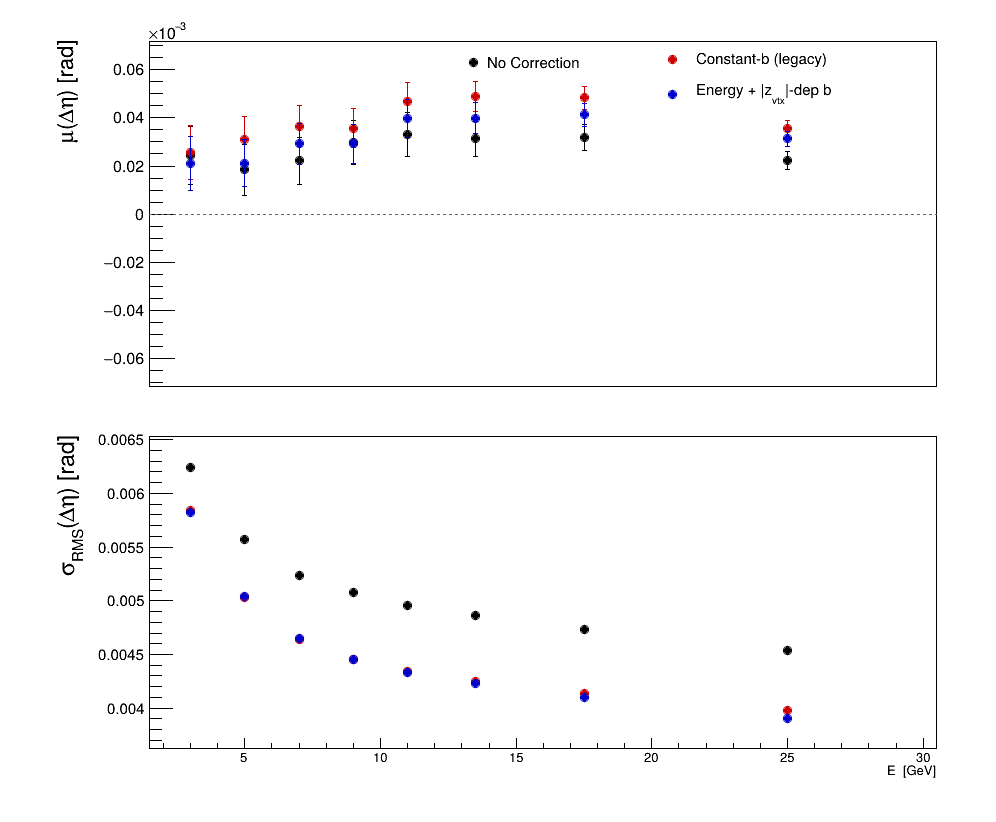 ×10⁻³
μ(Δη) [rad]
0.06
0.04
0.02
0
−0.02
−0.04
−0.06
No Correction
Constant-b (legacy)
Energy + |z_vtx|-dep b
σ_RMS(Δη) [rad]
0.0065
0.006
0.0055
0.005
0.0045
0.004
5 10 15 20 25 30
E [GeV]